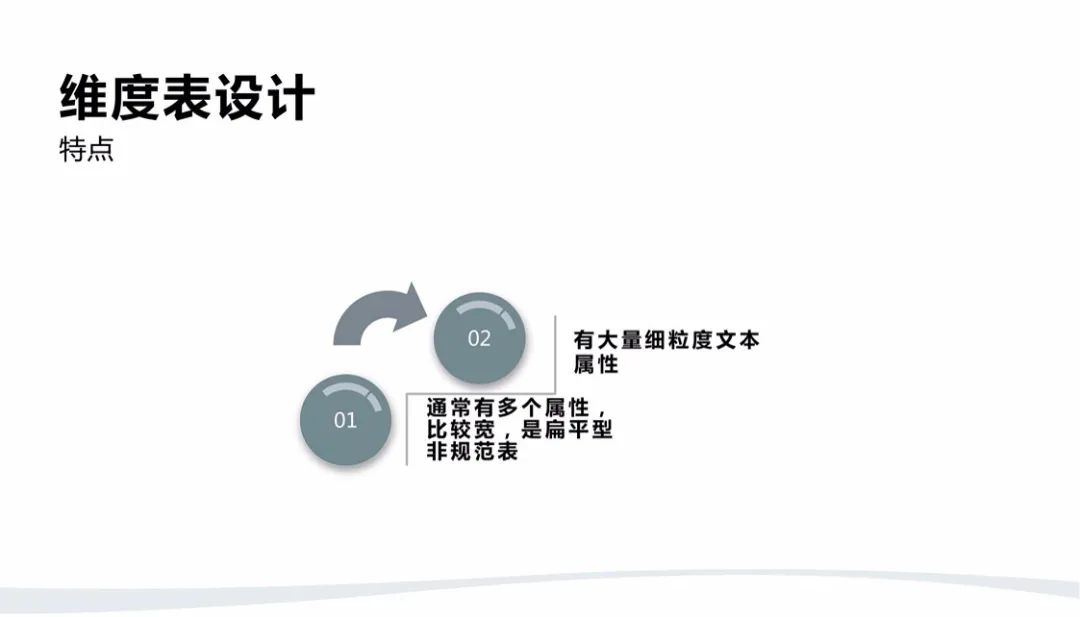 维度表设计
特点
01
通常有多个属性，
比较宽，是扁平型
非规范表
02
有大量细粒度文本
属性